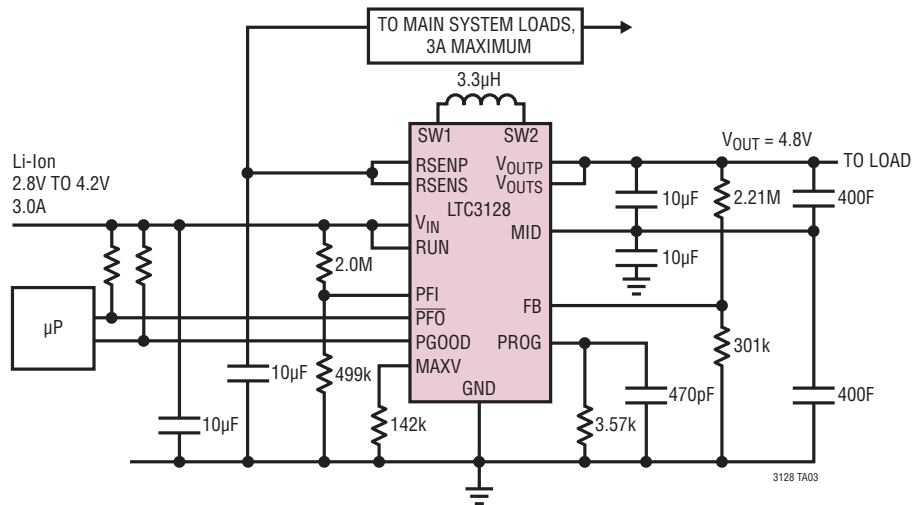 TO MAIN SYSTEM LOADS,
3A MAXIMUM
3.3µH
SW1
SW2
Li-Ion
2.8V TO 4.2V
3.0A
RSENP
RSENS
VIN
RUN
LTC3128
VOUTP
VOUTS
MID
VOUT = 4.8V
TO LOAD
10µF
2.21M
400F
10µF
2.0M
PFI
PFO
PGOOD
MAXV
GND
FB
PROG
µP
10µF
499k
10µF
142k
3.57k
470pF
301k
400F
3128 TA03